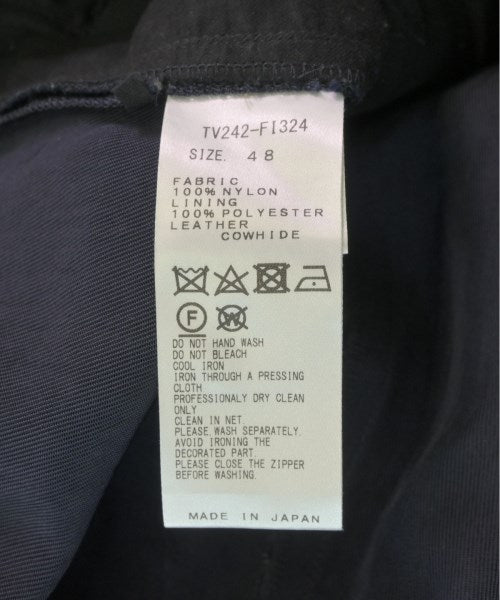 TV242-FI324
SIZE. 48
FABRIC
100% NYLON
LINING
100% POLYESTER
LEATHER
COWHIDE
F W
DO NOT HAND WASH
DO NOT BLEACH
COOL IRON
IRON THROUGH A PRESSING
CLOTH
PROFESSIONALY DRY CLEAN
ONLY
CLEAN IN NET
PLEASE WASH SEPARATELY.
AVOID IRONING THE
DECORATED PART.
PLEASE CLOSE THE ZIPPER
BEFORE WASHING.
MADE IN JAPAN